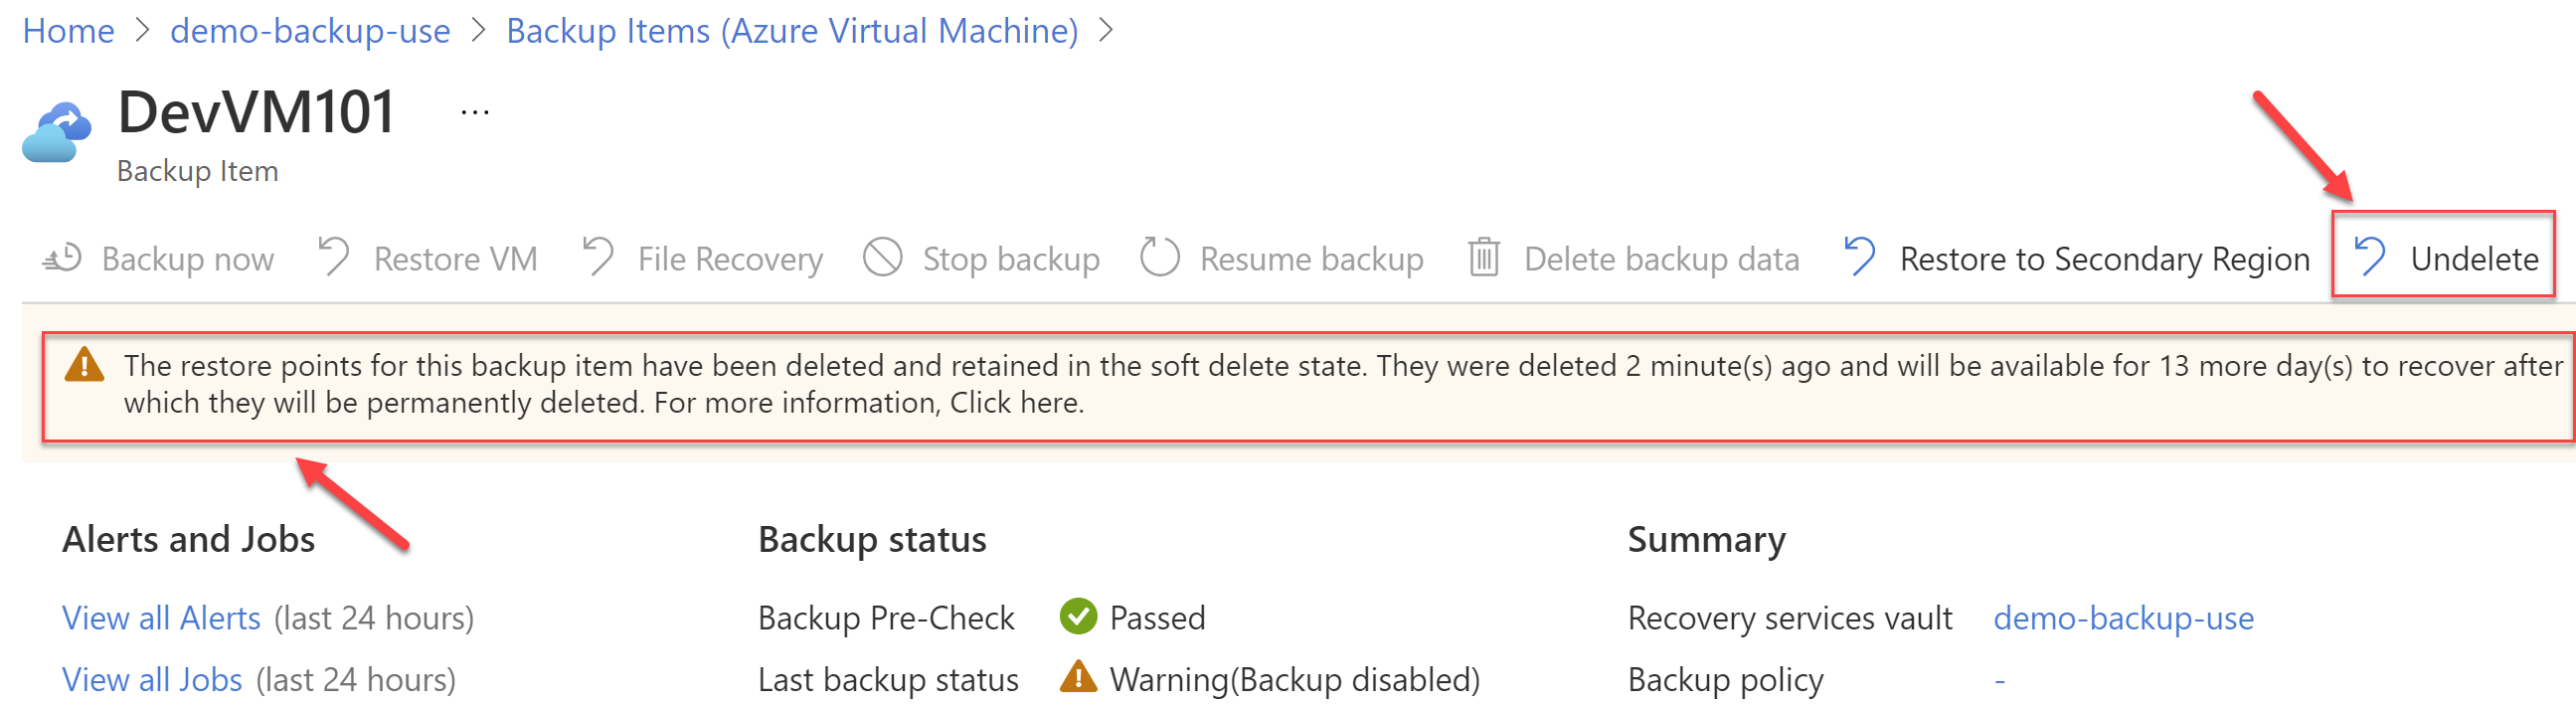 Home > demo-backup-use > Backup Items (Azure Virtual Machine) >
DevVM101 ...
Backup Item
Backup now Restore VM File Recovery Stop backup Resume backup Delete backup data Restore to Secondary Region Undelete
The restore points for this backup item have been deleted and retained in the soft delete state. They were deleted 2 minute(s) ago and will be available for 13 more day(s) to recover after
which they will be permanently deleted. For more information, Click here.
Alerts and Jobs
View all Alerts (last 24 hours)
View all Jobs (last 24 hours)
Backup status
Backup Pre-Check Passed
Last backup status Warning(Backup disabled)
Summary
Recovery services vault demo-backup-use
Backup policy -